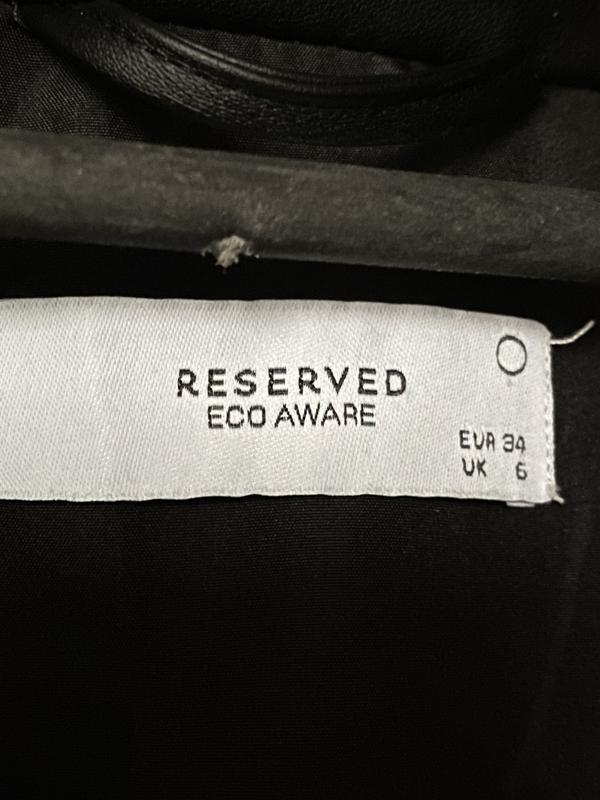 RESERVED
ECO AWARE
EUR 34
UK 6